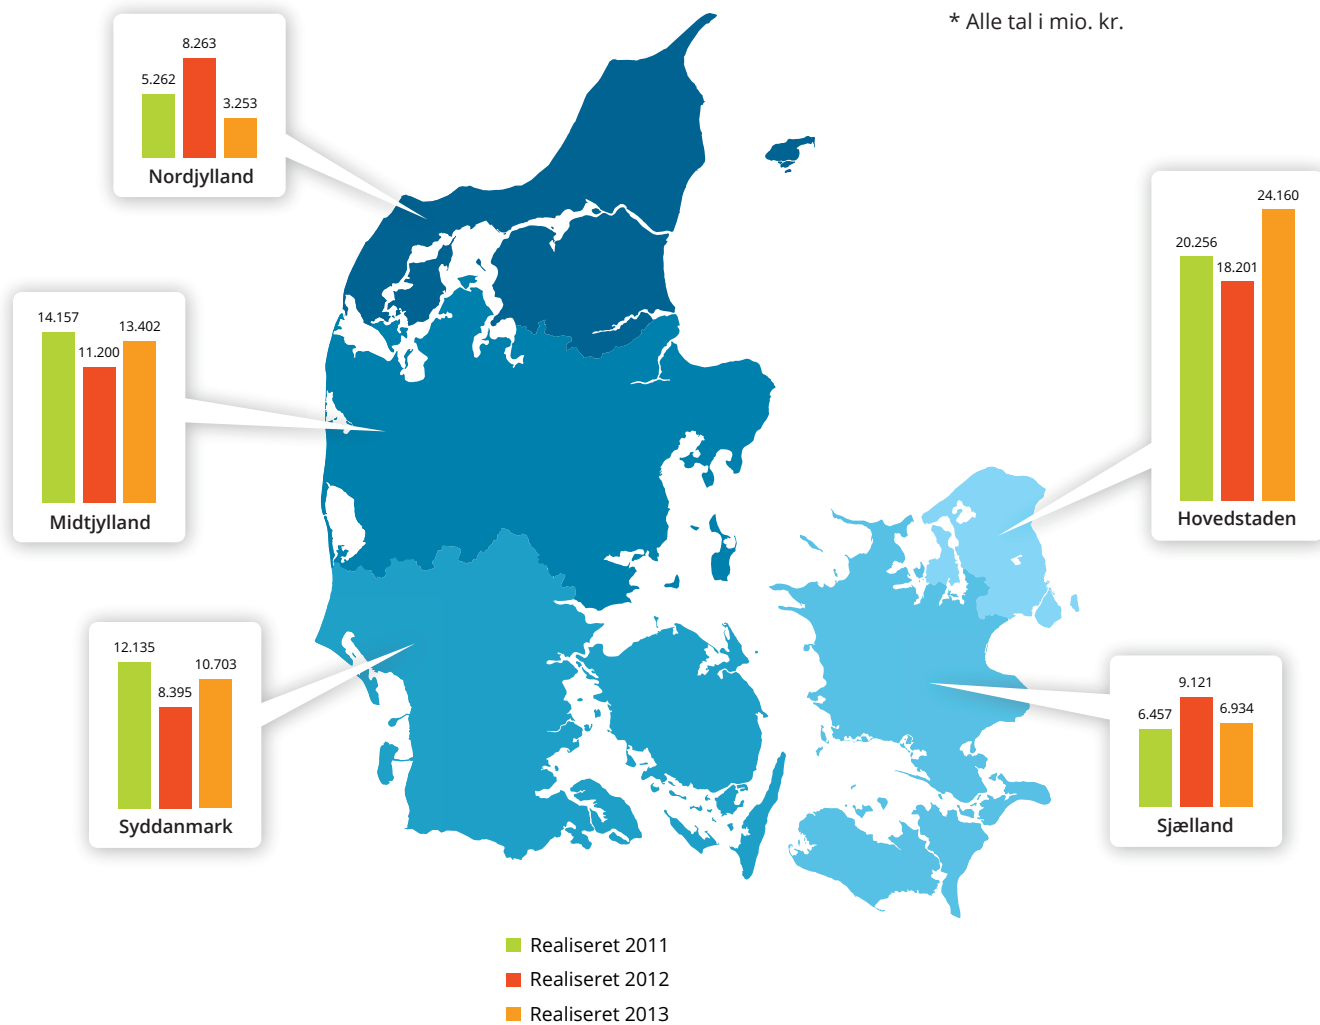 * Alle tal i mio. kr.
8.263
5.262
3.253
Nordjylland
24.160
20.256
18.201
Hovedstaden
14.157
13.402
11.200
Midtjylland
12.135
10.703
8.395
Syddanmark
9.121
6.457
6.934
Sjælland
Realiseret 2011
Realiseret 2012
Realiseret 2013